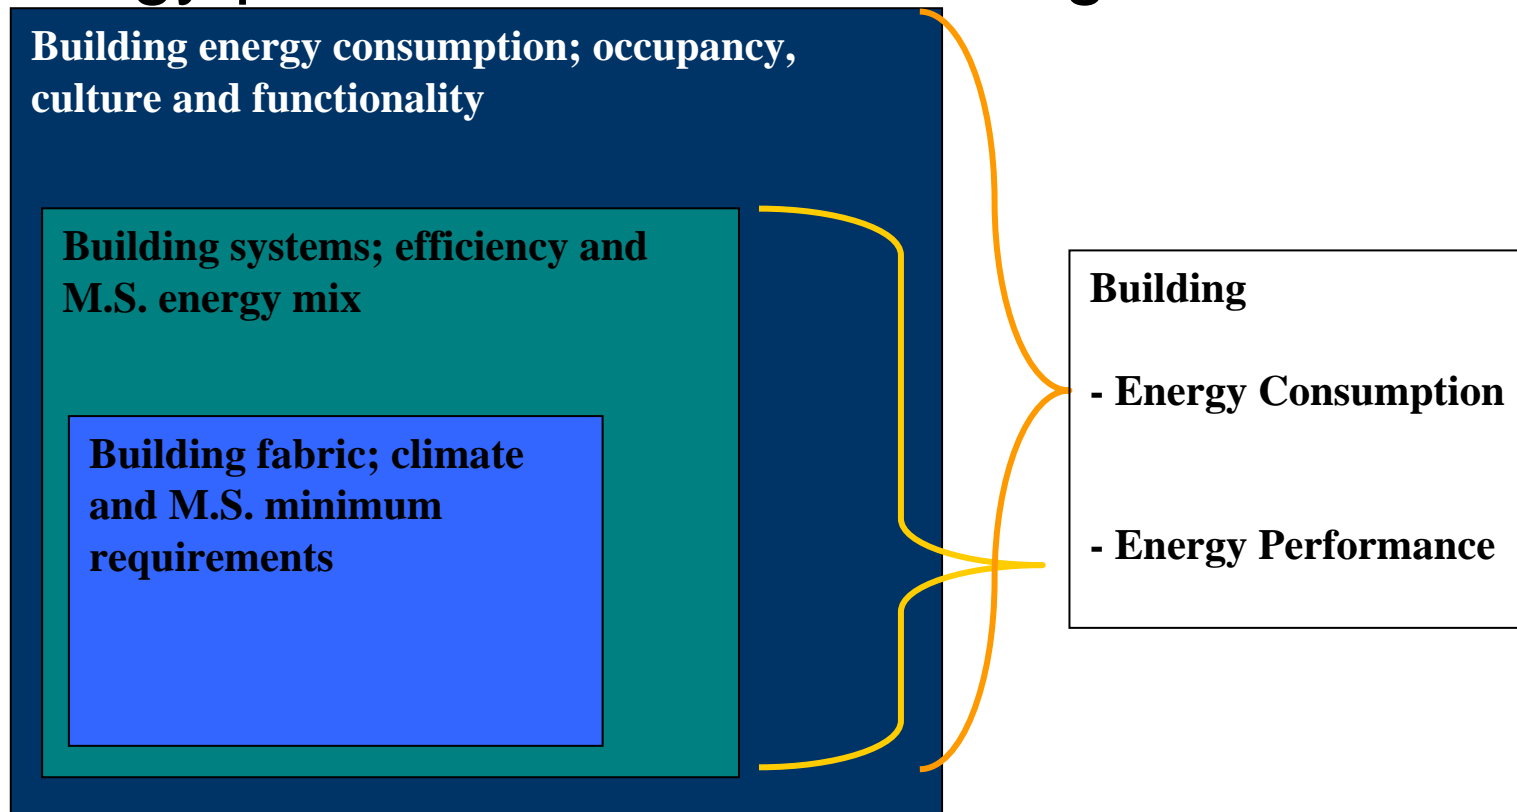 Building energy consumption; occupancy,
culture and functionality
Building systems; efficiency and
M.S. energy mix
Building fabric; climate
and M.S. minimum
requirements
Building
- Energy Consumption
- Energy Performance